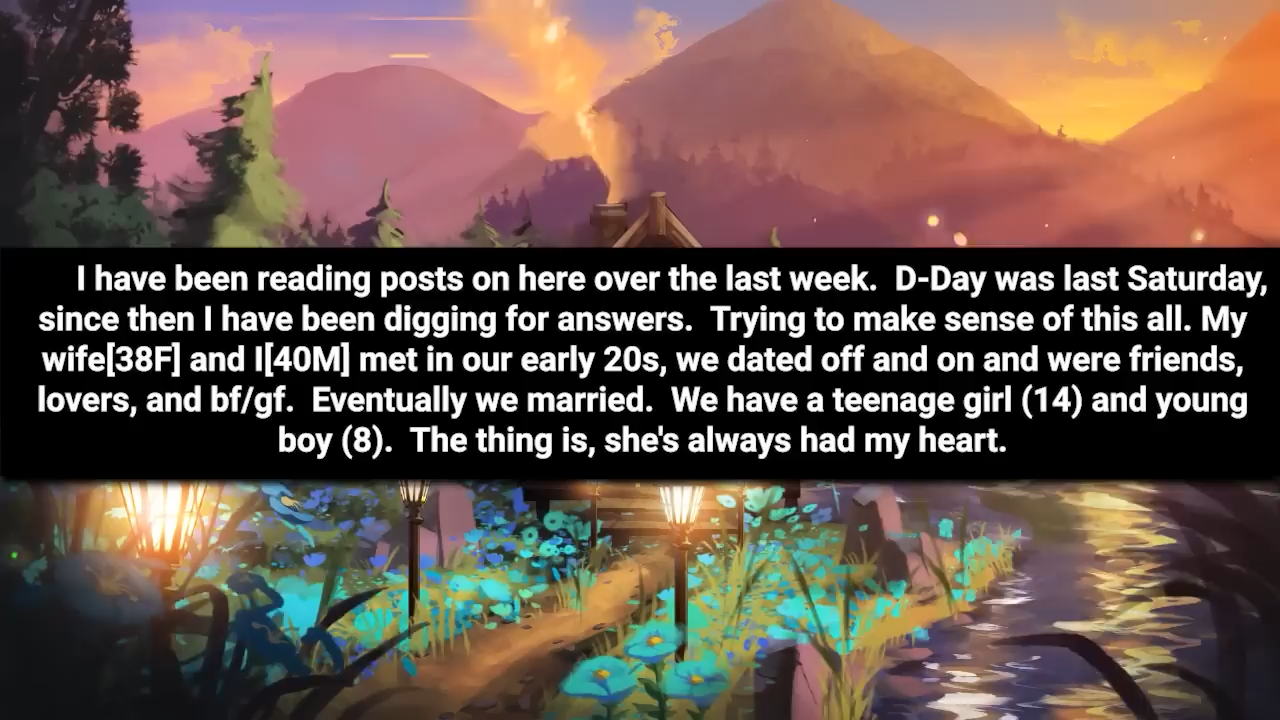 I have been reading posts on here over the last week.  D-Day was last Saturday,
since then I have been digging for answers.  Trying to make sense of this all. My
wife[38F] and I[40M] met in our early 20s, we dated off and on and were friends,
lovers, and bf/gf.  Eventually we married.  We have a teenage girl (14) and young
boy (8).  The thing is, she's always had my heart.